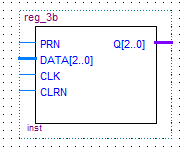 reg_3b
PRN Q[2..0]
DATA[2..0]
CLK
CLRN
inst